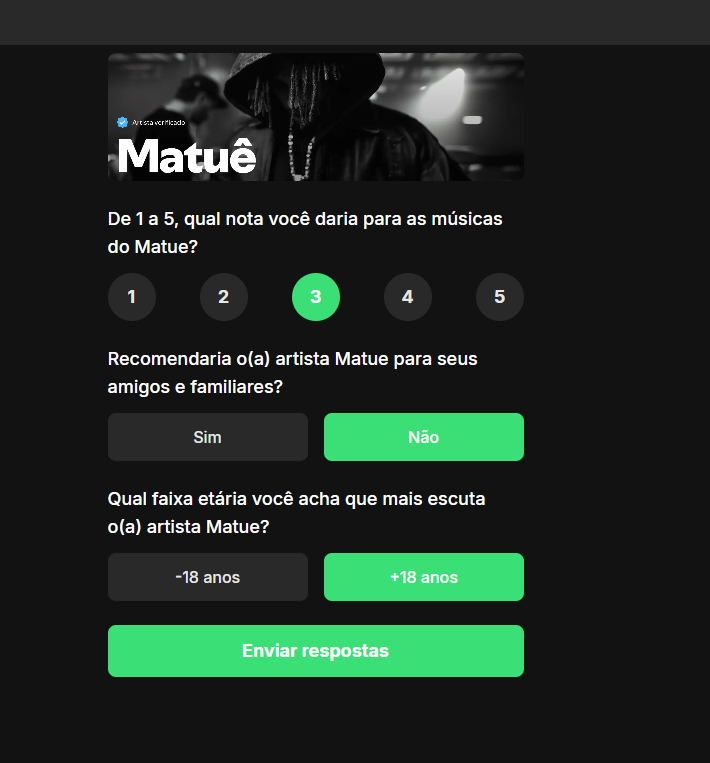 Artista verificado
Matuê
De 1 a 5, qual nota você daria para as músicas
do Matue?
1 2 3 4 5
Recomendaria o(a) artista Matue para seus
amigos e familiares?
Sim Não
Qual faixa etária você acha que mais escuta
o(a) artista Matue?
-18 anos +18 anos
Enviar respostas